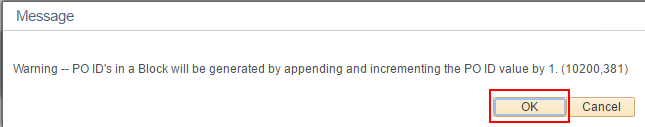 Message
Warning -- PO ID's in a Block will be generated by appending and incrementing the PO ID value by 1. (10200,381)
OK Cancel